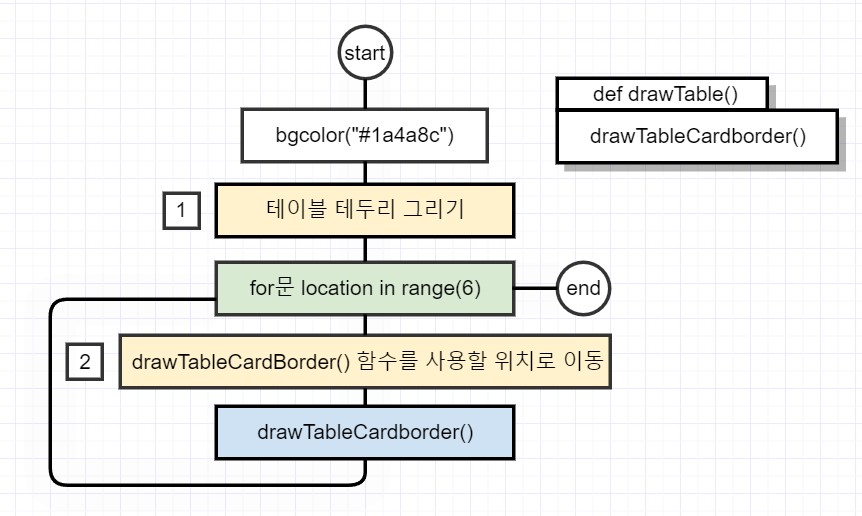 start
def drawTable()
bgcolor("#1a4a8c")
drawTableCardborder()
1
테이블 테두리 그리기
for문 location in range(6)
end
2
drawTableCardBorder() 함수를 사용할 위치로 이동
drawTableCardborder()